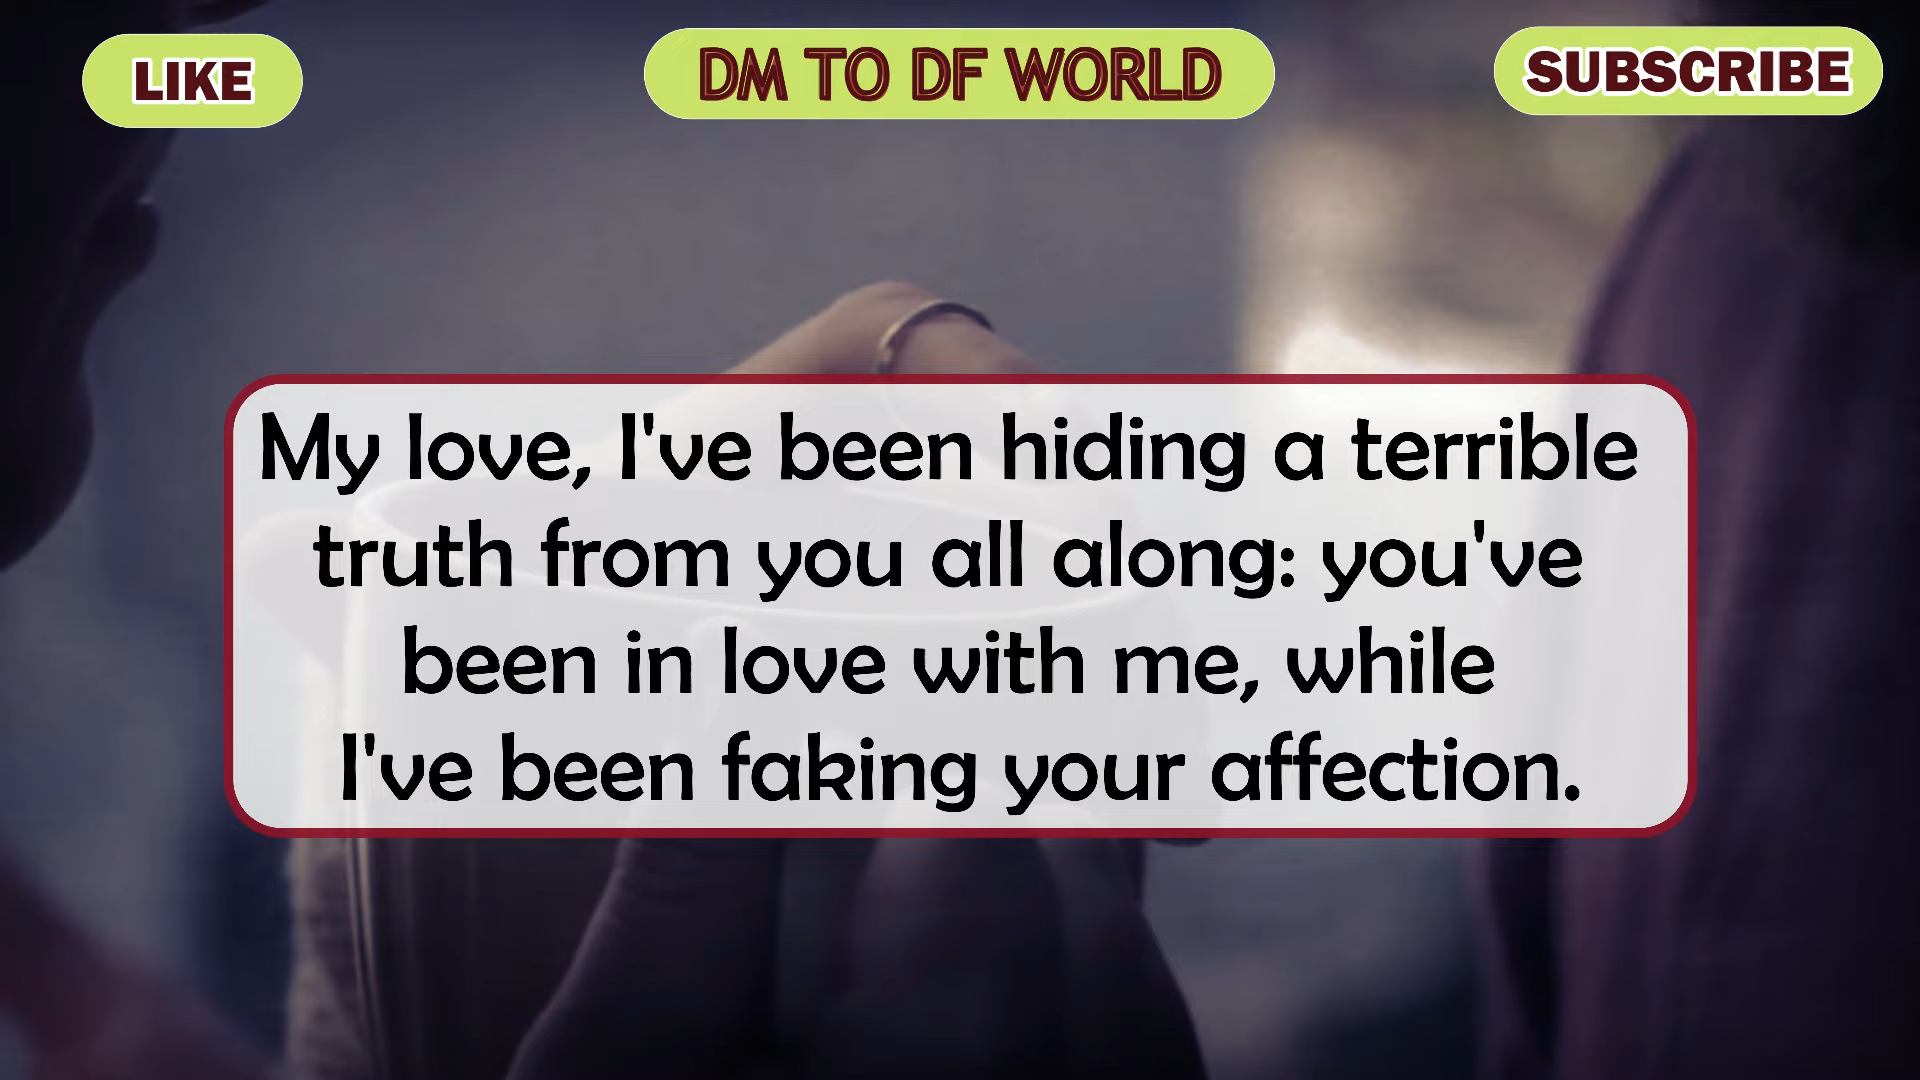 LIKE
DM TO DF WORLD
SUBSCRIBE
My love, I've been hiding a terrible
truth from you all along: you've
been in love with me, while
I've been faking your affection.